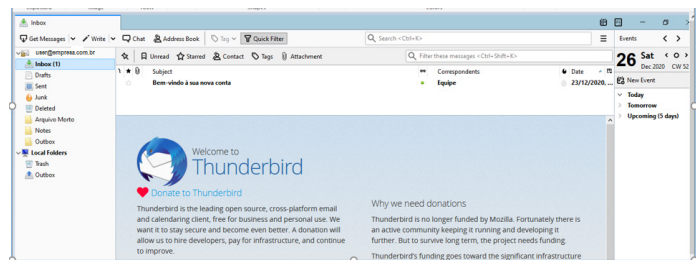 Inbox
Get Messages Write Chat Address Book Tag Quick Filter Search <Ctrl+K> Events
user@empresa.com.br
Inbox (1)
Drafts
Sent
Junk
Deleted
Arquivo Morto
Notes
Outbox
Local Folders
Trash
Outbox
Unread Starred Contact Tags Attachment Filter these messages <Ctrl+Shift+K>
Subject Correspondents Date
Bem-vindo à sua nova conta Equipe 23/12/2020, ...
Welcome to
Thunderbird
Donate to Thunderbird
Thunderbird is the leading open source, cross-platform email
and calendaring client, free for business and personal use. We
want it to stay secure and become even better. A donation will
allow us to hire developers, pay for infrastructure, and continue
to improve.
Why we need donations
Thunderbird is no longer funded by Mozilla. Fortunately there is
an active community keeping it running and developing it
further. But to survive long term, the project needs funding.
Thunderbird's funding goes toward the significant infrastructure
26 Sat
Dec 2020 CW 52
New Event
Today
Tomorrow
Upcoming (5 days)